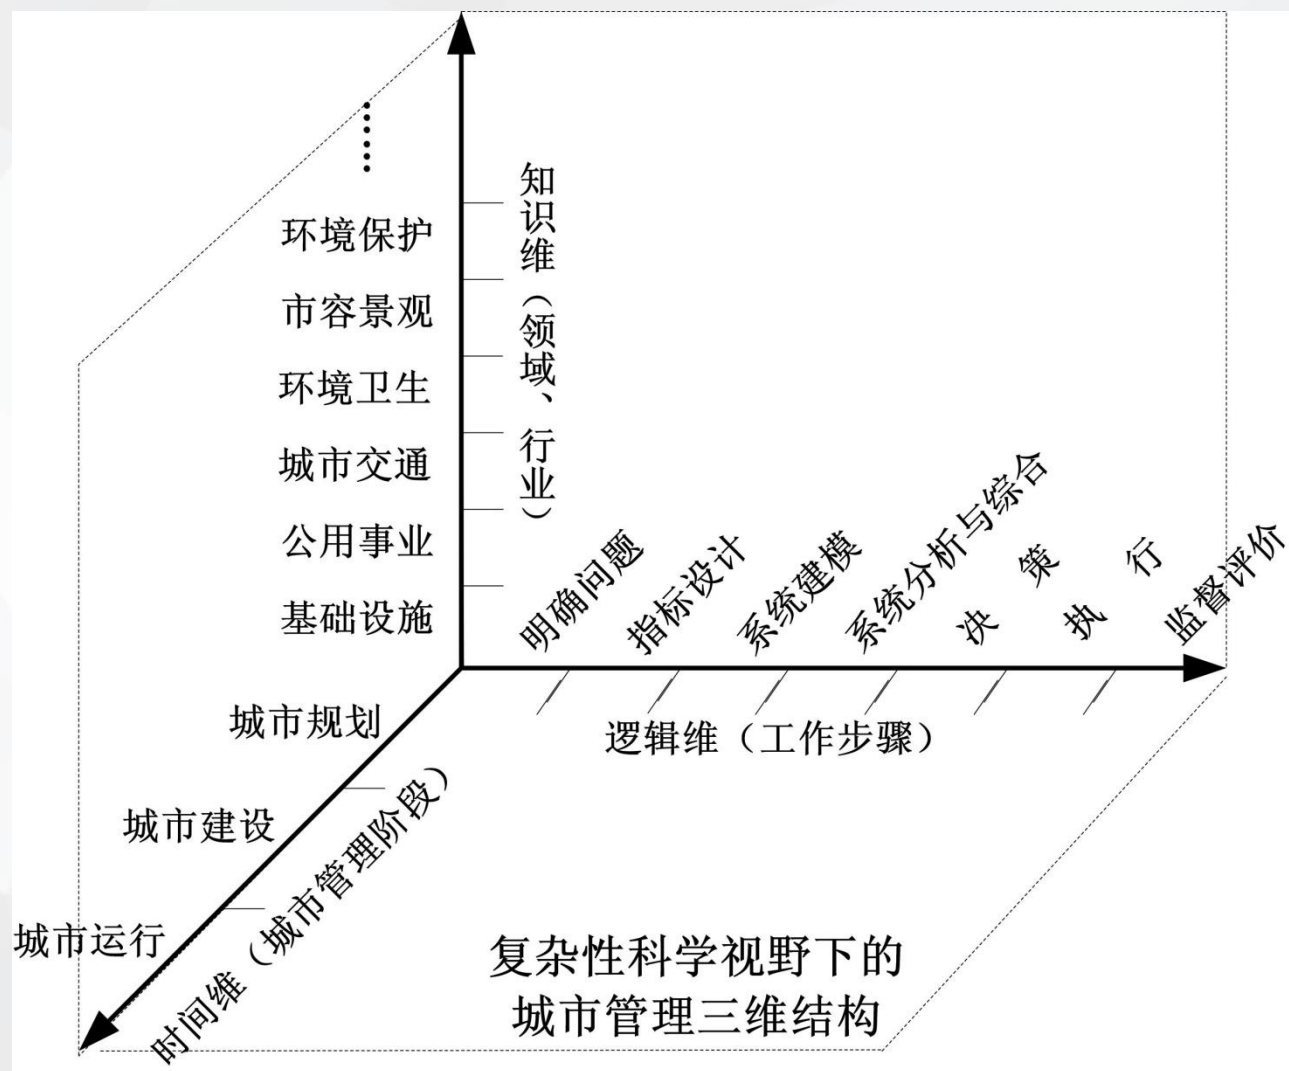 ……
环境保护
市容景观
环境卫生
城市交通
公用事业
基础设施
知识维（领域、行业）
明确问题
指标设计
系统建模
系统分析与综合
决策
执行
监督评价
逻辑维（工作步骤）
城市规划
城市建设
城市运行
时间维（城市管理阶段）
复杂性科学视野下的
城市管理三维结构